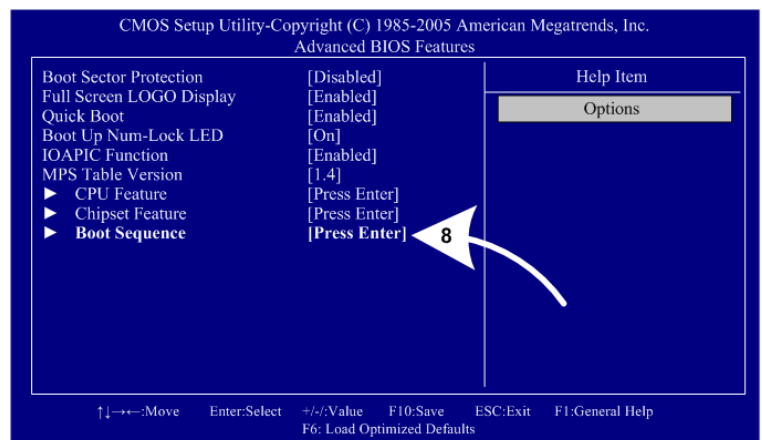 CMOS Setup Utility-Copyright (C) 1985-2005 American Megatrends, Inc.
Advanced BIOS Features
Boot Sector Protection [Disabled]
Full Screen LOGO Display [Enabled]
Quick Boot [Enabled]
Boot Up Num-Lock LED [On]
IOAPIC Function [Enabled]
MPS Table Version [1.4]
► CPU Feature [Press Enter]
► Chipset Feature [Press Enter]
► Boot Sequence [Press Enter]
8
Help Item
Options
↑↓→←:Move Enter:Select +/-/:Value F10:Save ESC:Exit F1:General Help
F6: Load Optimized Defaults